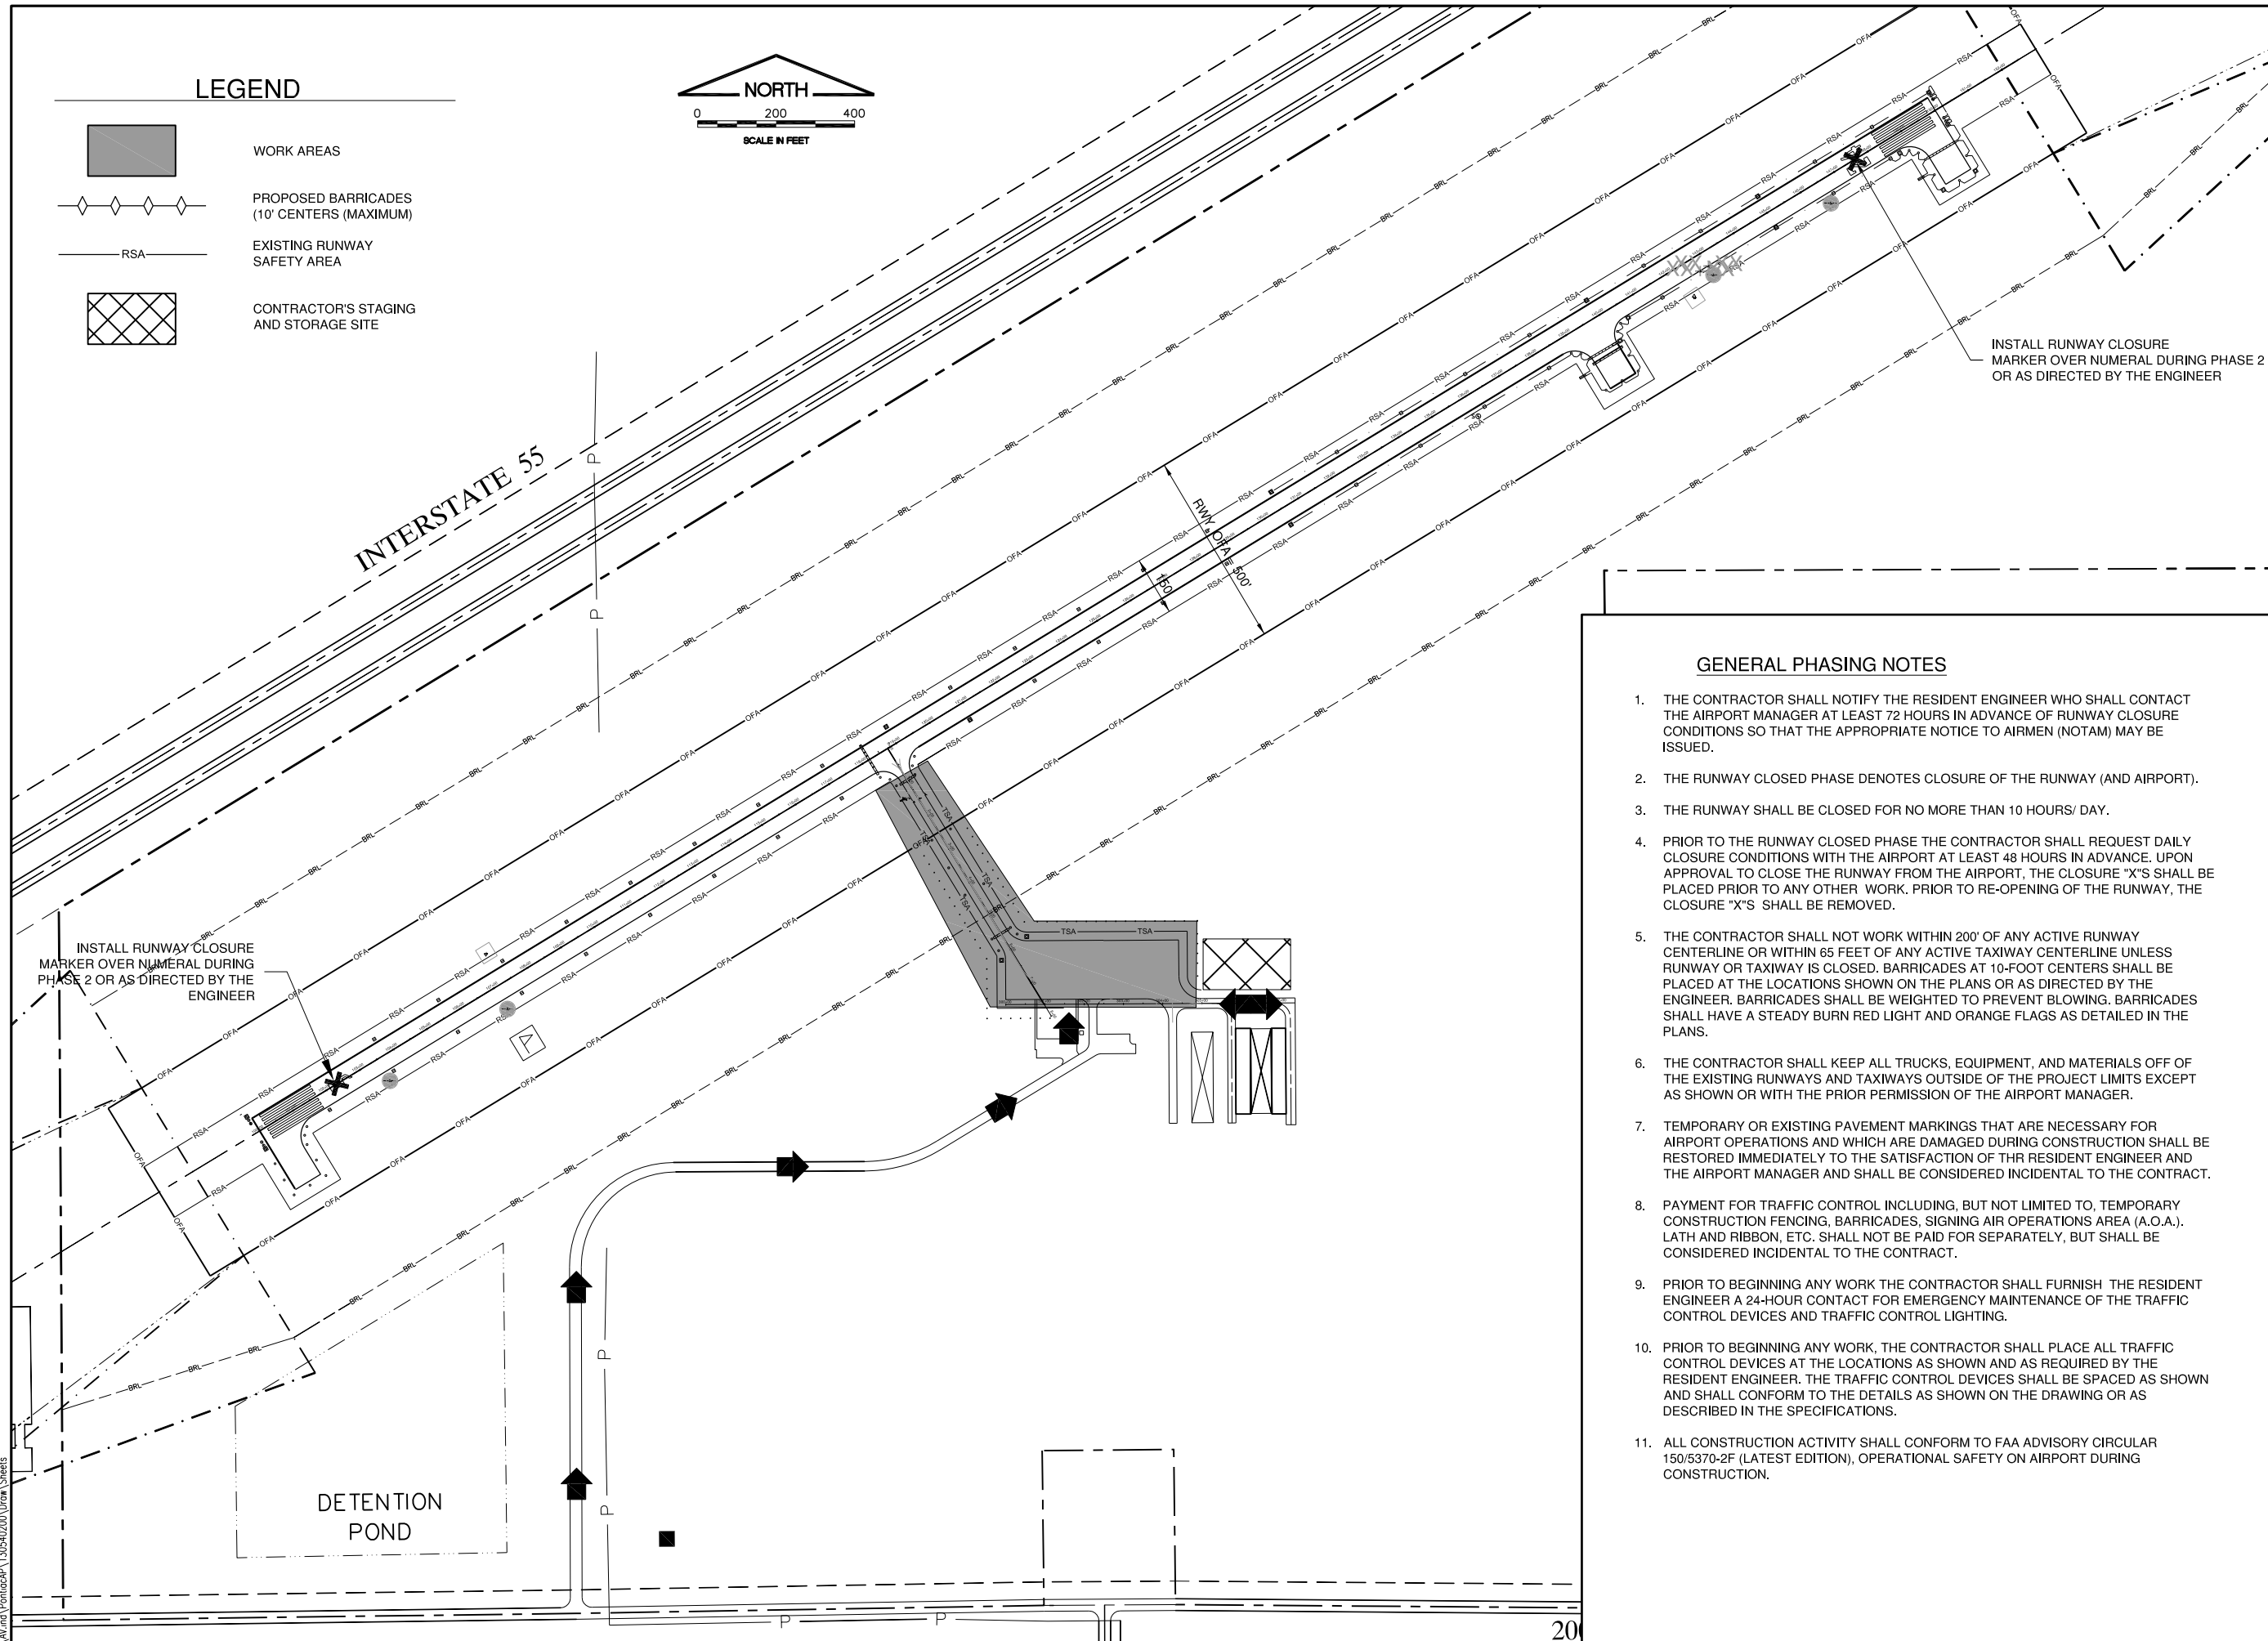 LEGEND
WORK AREAS
PROPOSED BARRICADES
(10' CENTERS (MAXIMUM)
RSA
EXISTING RUNWAY
SAFETY AREA
CONTRACTOR'S STAGING
AND STORAGE SITE
NORTH
0 200 400
SCALE IN FEET
INTERSTATE 55
P
P
RWY OFA= 500'
150'
INSTALL RUNWAY CLOSURE
MARKER OVER NUMERAL DURING PHASE 2
OR AS DIRECTED BY THE ENGINEER
INSTALL RUNWAY CLOSURE
MARKER OVER NUMERAL DURING
PHASE 2 OR AS DIRECTED BY THE
ENGINEER
RSA
OFA
BRL
TSA
TSA
TSA
TSA
P
P
DETENTION
POND
P
P
GENERAL PHASING NOTES
1. THE CONTRACTOR SHALL NOTIFY THE RESIDENT ENGINEER WHO SHALL CONTACT
THE AIRPORT MANAGER AT LEAST 72 HOURS IN ADVANCE OF RUNWAY CLOSURE
CONDITIONS SO THAT THE APPROPRIATE NOTICE TO AIRMEN (NOTAM) MAY BE
ISSUED.
2. THE RUNWAY CLOSED PHASE DENOTES CLOSURE OF THE RUNWAY (AND AIRPORT).
3. THE RUNWAY SHALL BE CLOSED FOR NO MORE THAN 10 HOURS/ DAY.
4. PRIOR TO THE RUNWAY CLOSED PHASE THE CONTRACTOR SHALL REQUEST DAILY
CLOSURE CONDITIONS WITH THE AIRPORT AT LEAST 48 HOURS IN ADVANCE. UPON
APPROVAL TO CLOSE THE RUNWAY FROM THE AIRPORT, THE CLOSURE "X"S SHALL BE
PLACED PRIOR TO ANY OTHER WORK. PRIOR TO RE-OPENING OF THE RUNWAY, THE
CLOSURE "X"S SHALL BE REMOVED.
5. THE CONTRACTOR SHALL NOT WORK WITHIN 200' OF ANY ACTIVE RUNWAY
CENTERLINE OR WITHIN 65 FEET OF ANY ACTIVE TAXIWAY CENTERLINE UNLESS
RUNWAY OR TAXIWAY IS CLOSED. BARRICADES AT 10-FOOT CENTERS SHALL BE
PLACED AT THE LOCATIONS SHOWN ON THE PLANS OR AS DIRECTED BY THE
ENGINEER. BARRICADES SHALL BE WEIGHTED TO PREVENT BLOWING. BARRICADES
SHALL HAVE A STEADY BURN RED LIGHT AND ORANGE FLAGS AS DETAILED IN THE
PLANS.
6. THE CONTRACTOR SHALL KEEP ALL TRUCKS, EQUIPMENT, AND MATERIALS OFF OF
THE EXISTING RUNWAYS AND TAXIWAYS OUTSIDE OF THE PROJECT LIMITS EXCEPT
AS SHOWN OR WITH THE PRIOR PERMISSION OF THE AIRPORT MANAGER.
7. TEMPORARY OR EXISTING PAVEMENT MARKINGS THAT ARE NECESSARY FOR
AIRPORT OPERATIONS AND WHICH ARE DAMAGED DURING CONSTRUCTION SHALL BE
RESTORED IMMEDIATELY TO THE SATISFACTION OF THR RESIDENT ENGINEER AND
THE AIRPORT MANAGER AND SHALL BE CONSIDERED INCIDENTAL TO THE CONTRACT.
8. PAYMENT FOR TRAFFIC CONTROL INCLUDING, BUT NOT LIMITED TO, TEMPORARY
CONSTRUCTION FENCING, BARRICADES, SIGNING AIR OPERATIONS AREA (A.O.A.).
LATH AND RIBBON, ETC. SHALL NOT BE PAID FOR SEPARATELY, BUT SHALL BE
CONSIDERED INCIDENTAL TO THE CONTRACT.
9. PRIOR TO BEGINNING ANY WORK THE CONTRACTOR SHALL FURNISH THE RESIDENT
ENGINEER A 24-HOUR CONTACT FOR EMERGENCY MAINTENANCE OF THE TRAFFIC
CONTROL DEVICES AND TRAFFIC CONTROL LIGHTING.
10. PRIOR TO BEGINNING ANY WORK, THE CONTRACTOR SHALL PLACE ALL TRAFFIC
CONTROL DEVICES AT THE LOCATIONS AS SHOWN AND AS REQUIRED BY THE
RESIDENT ENGINEER. THE TRAFFIC CONTROL DEVICES SHALL BE SPACED AS SHOWN
AND SHALL CONFORM TO THE DETAILS AS SHOWN ON THE DRAWING OR AS
DESCRIBED IN THE SPECIFICATIONS.
11. ALL CONSTRUCTION ACTIVITY SHALL CONFORM TO FAA ADVISORY CIRCULAR
150/5370-2F (LATEST EDITION), OPERATIONAL SAFETY ON AIRPORT DURING
CONSTRUCTION.